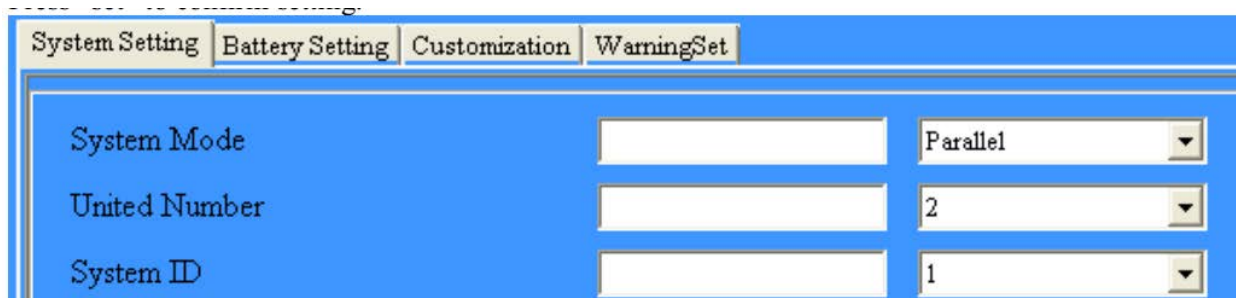 System Setting Battery Setting Customization WarningSet
System Mode Parallel
United Number 2
System ID 1